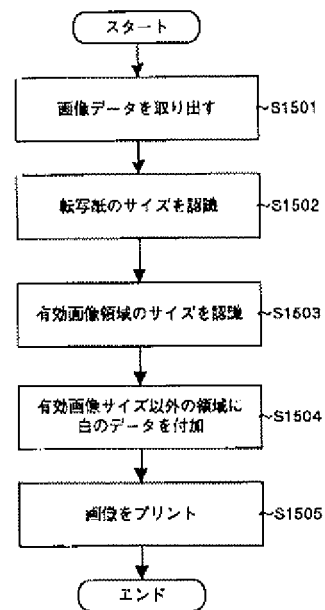 スタート
画像データを取り出す
~S1501
転写紙のサイズを認識
~S1502
有効画像領域のサイズを認識
~S1503
有効画像サイズ以外の領域に
白のデータを付加
~S1504
画像をプリント
~S1505
エンド